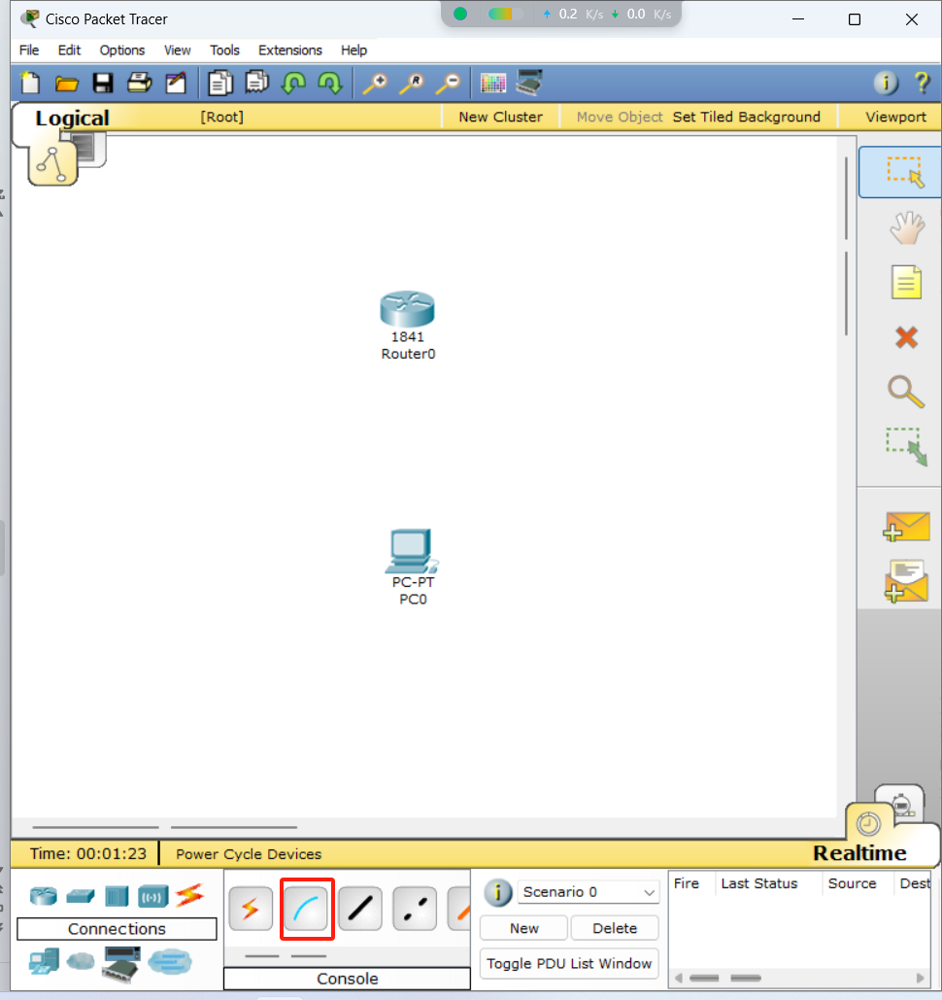 Cisco Packet Tracer
0.2 K/s 0.0 K/s
File Edit Options View Tools Extensions Help
Logical [Root] New Cluster Move Object Set Tiled Background Viewport
1841
Router0
PC-PT
PC0
Time: 00:01:23 Power Cycle Devices Realtime
Connections
Console
Scenario 0
New Delete
Toggle PDU List Window
Fire Last Status Source Dest